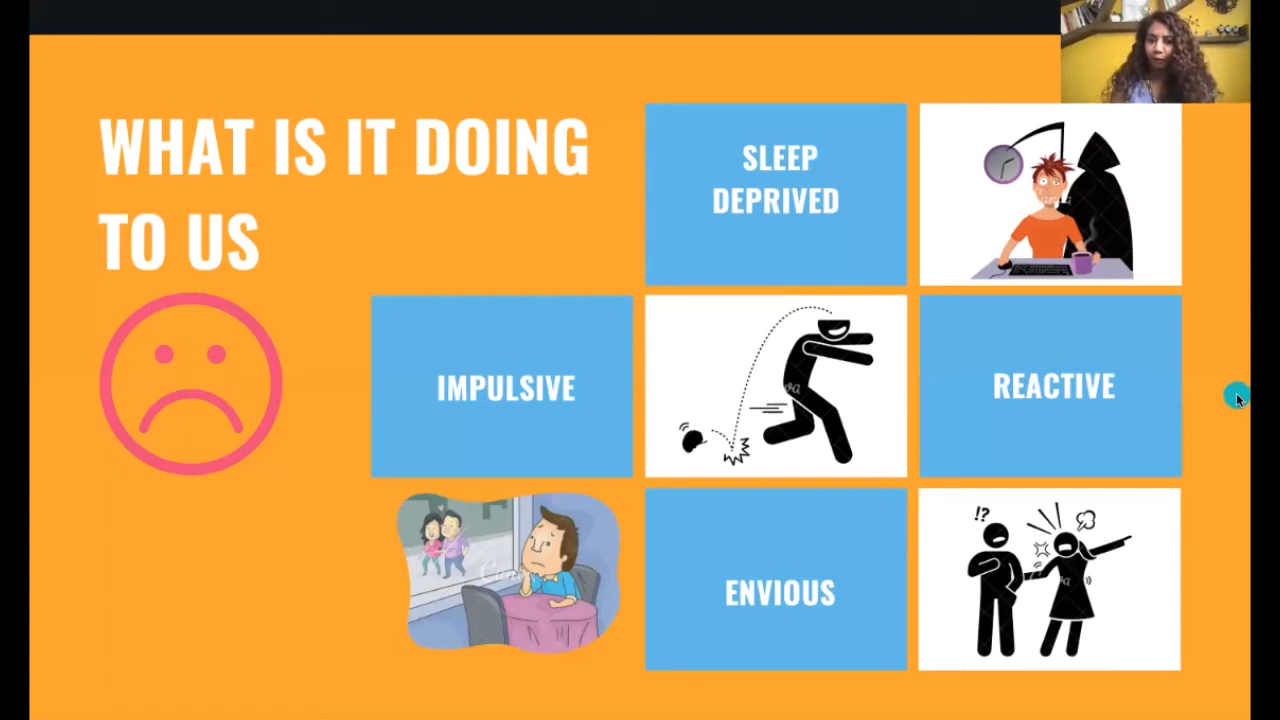 WHAT IS IT DOING
TO US
SLEEP
DEPRIVED
IMPULSIVE
REACTIVE
ENVIOUS
!?